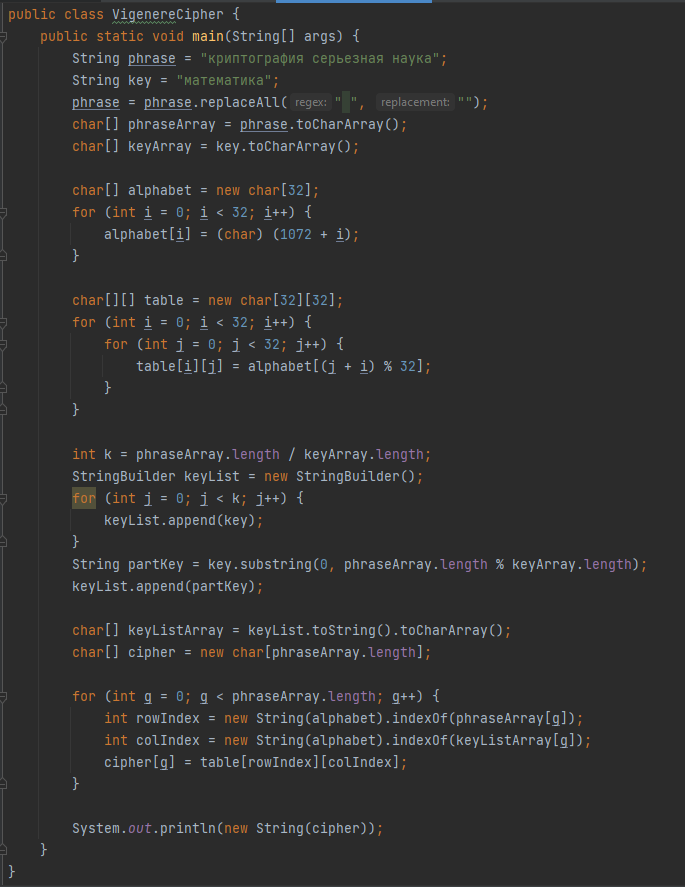 public class VigenereCipher {
    public static void main(String[] args) {
        String phrase = "криптография серьезная наука";
        String key = "математика";
        phrase = phrase.replaceAll( regex: " ", replacement: "");
        char[] phraseArray = phrase.toCharArray();
        char[] keyArray = key.toCharArray();

        char[] alphabet = new char[32];
        for (int i = 0; i < 32; i++) {
            alphabet[i] = (char) (1072 + i);
        }

        char[][] table = new char[32][32];
        for (int i = 0; i < 32; i++) {
            for (int j = 0; j < 32; j++) {
                table[i][j] = alphabet[(j + i) % 32];
            }
        }

        int k = phraseArray.length / keyArray.length;
        StringBuilder keyList = new StringBuilder();
        for (int j = 0; j < k; j++) {
            keyList.append(key);
        }
        String partKey = key.substring(0, phraseArray.length % keyArray.length);
        keyList.append(partKey);

        char[] keyListArray = keyList.toString().toCharArray();
        char[] cipher = new char[phraseArray.length];

        for (int g = 0; g < phraseArray.length; g++) {
            int rowIndex = new String(alphabet).indexOf(phraseArray[g]);
            int colIndex = new String(alphabet).indexOf(keyListArray[g]);
            cipher[g] = table[rowIndex][colIndex];
        }

        System.out.println(new String(cipher));
    }
}